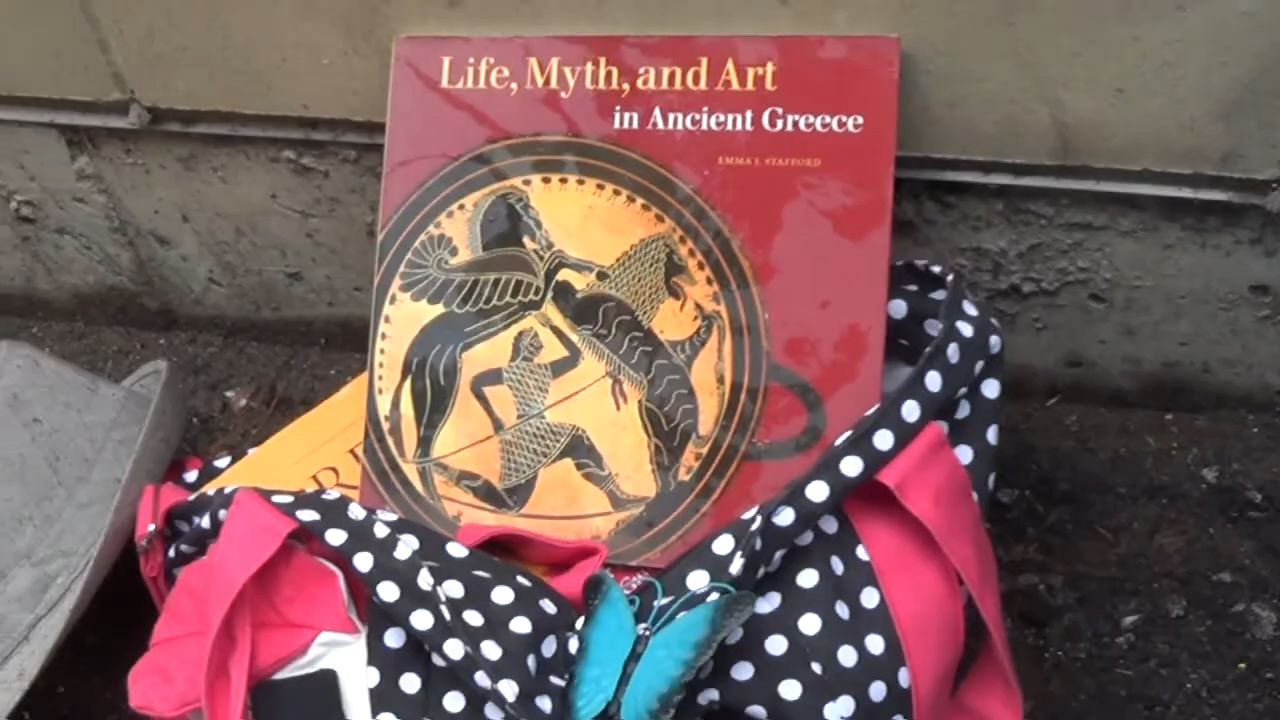 Life, Myth, and Art
in Ancient Greece
EMMA J. STAFFORD